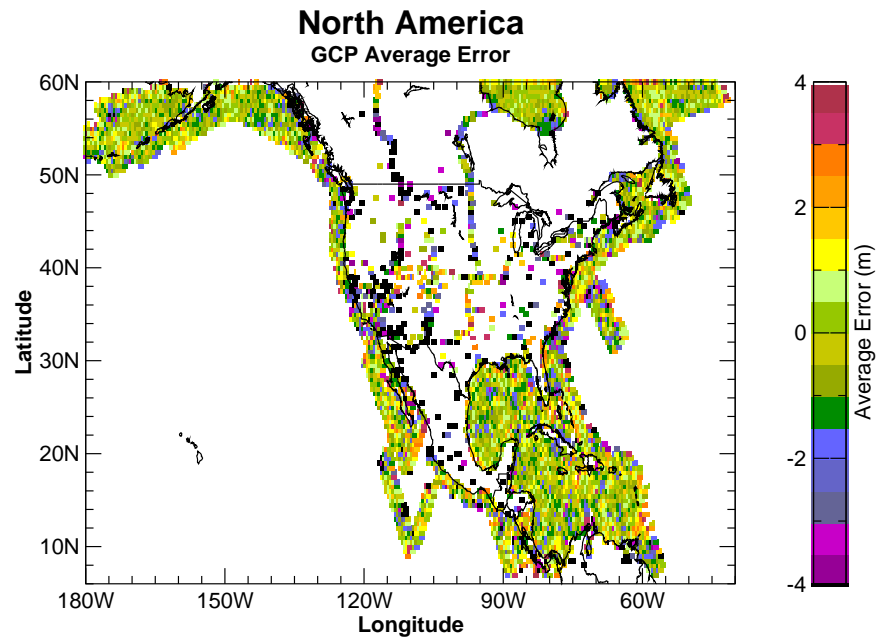 North America
GCP Average Error
60N
50N
40N
30N
20N
10N
Latitude
180W
150W
120W
90W
60W
Longitude
4
2
0
-2
-4
Average Error (m)